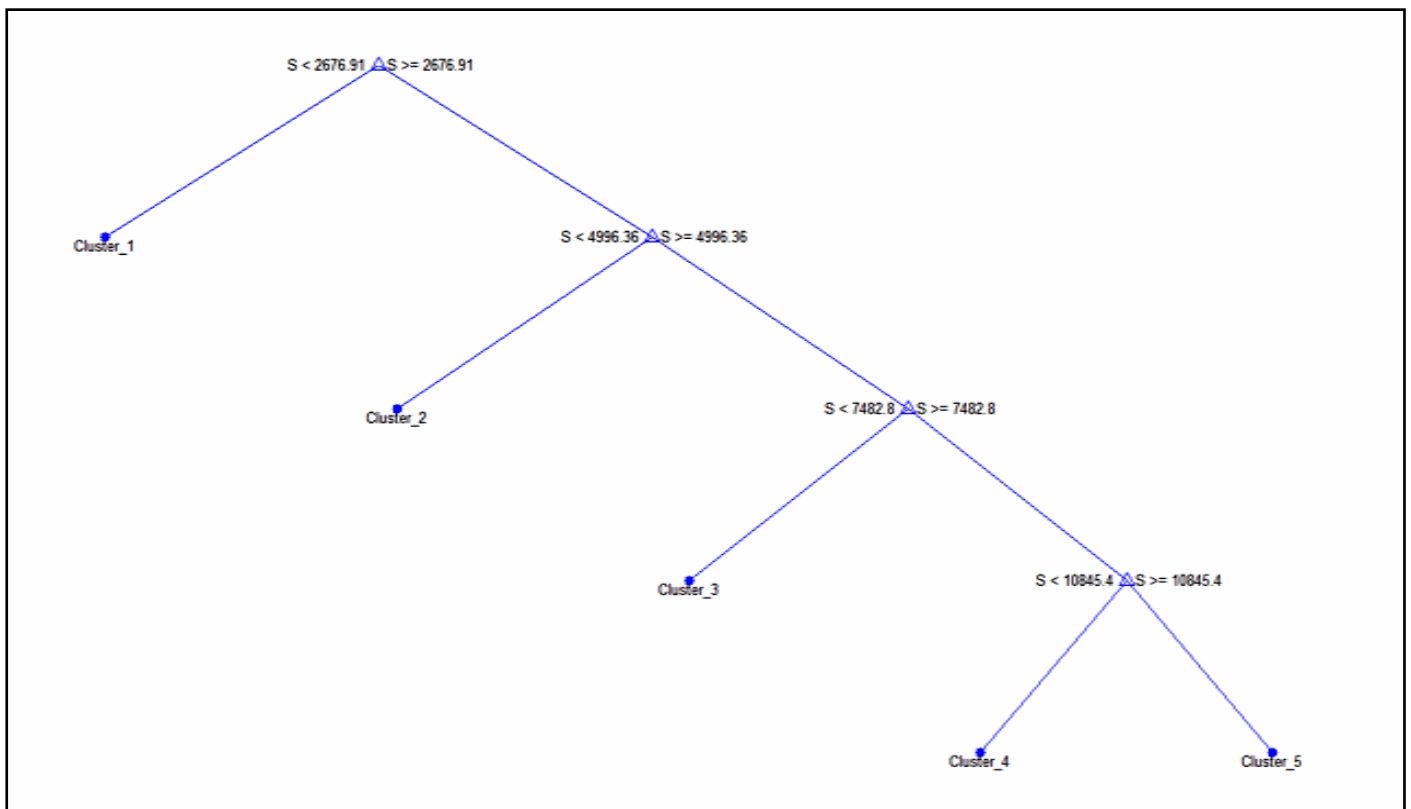 S < 2676.91 S >= 2676.91
Cluster_1
S < 4996.36 S >= 4996.36
Cluster_2
S < 7482.8 S >= 7482.8
Cluster_3
S < 10845.4 S >= 10845.4
Cluster_4
Cluster_5